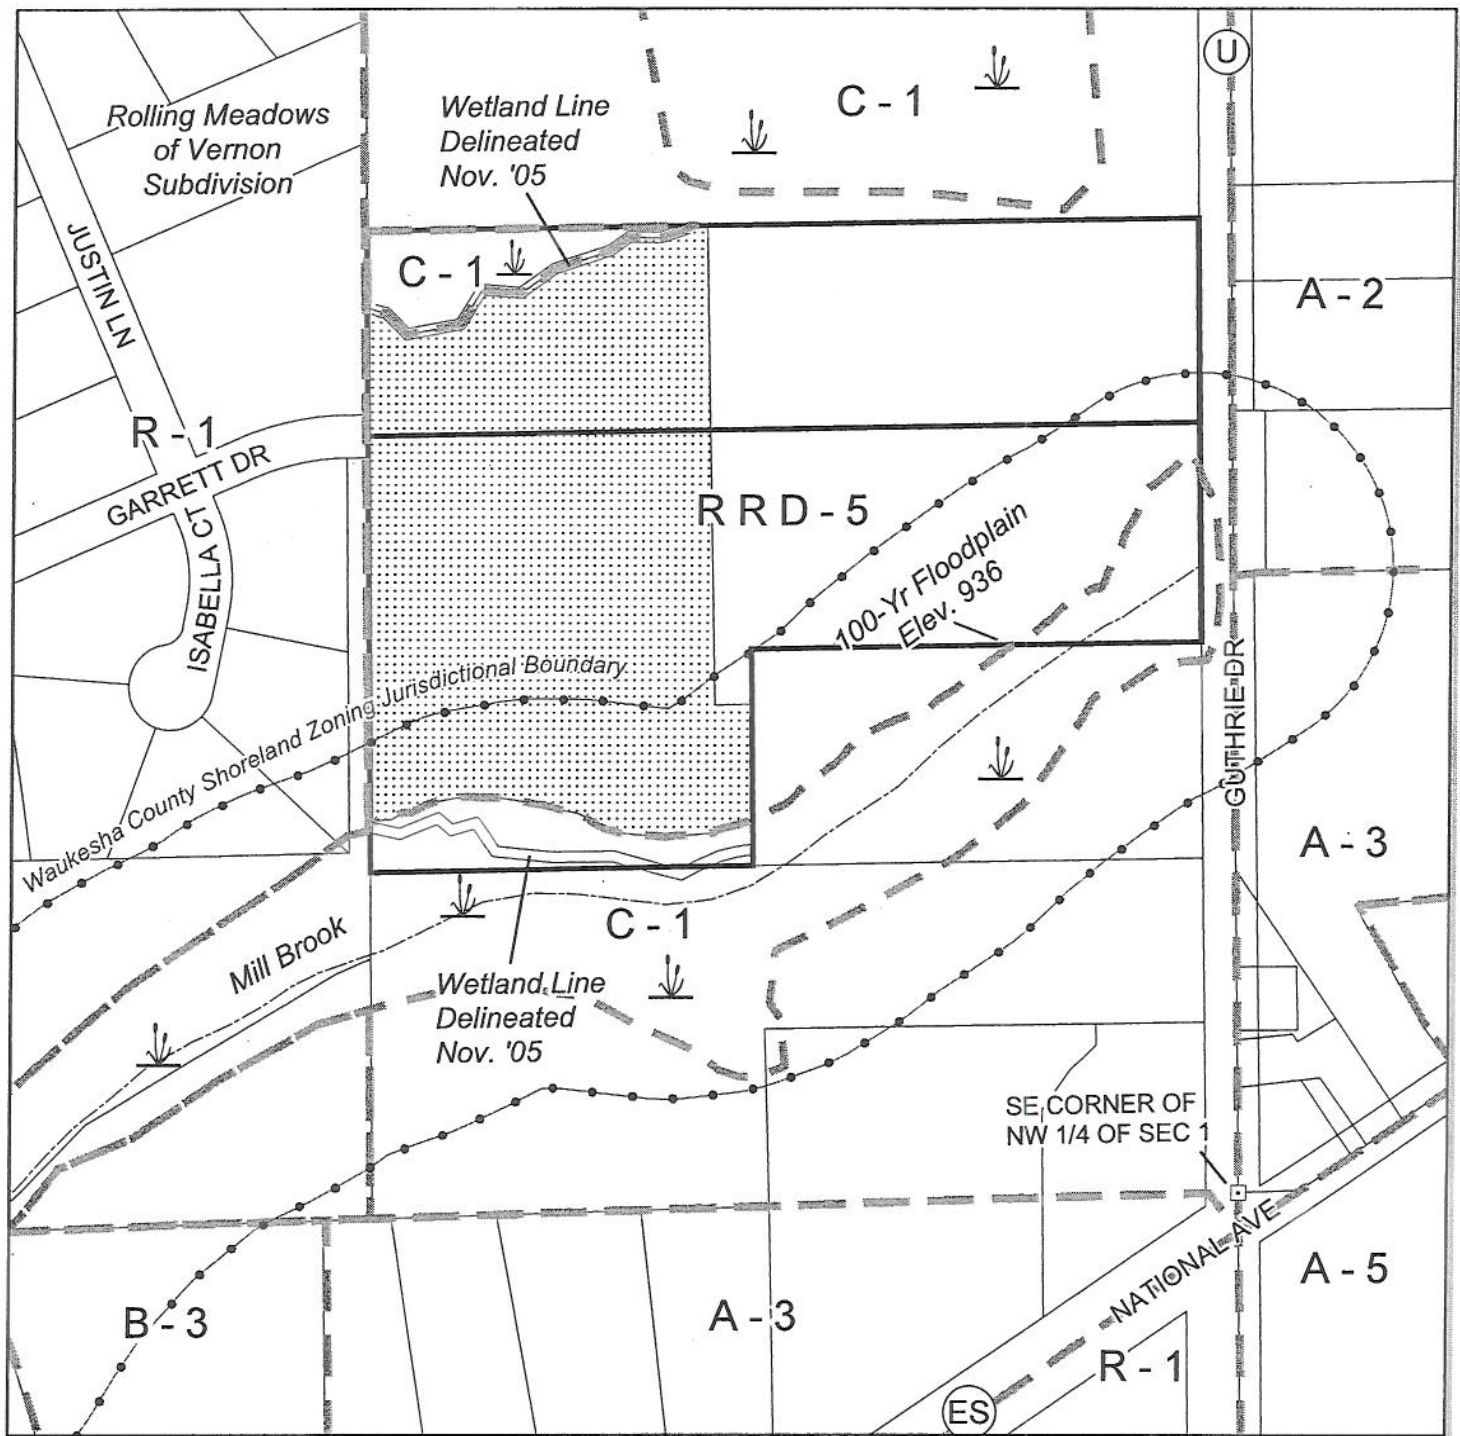 U
C - 1
Rolling Meadows
of Vernon
Subdivision
Wetland Line
Delineated
Nov. '05
JUSTIN LN
C - 1
A - 2
R - 1
GARRETT DR
ISABELLA CT
R R D - 5
100-Yr Floodplain
Elev. 936
Waukesha County Shoreland Zoning Jurisdictional Boundary
GUTHRIE DR
A - 3
Mill Brook
C - 1
Wetland Line
Delineated
Nov. '05
SE CORNER OF
NW 1/4 OF SEC 1
NATIONAL AVE
A - 5
B - 3
A - 3
R - 1
ES